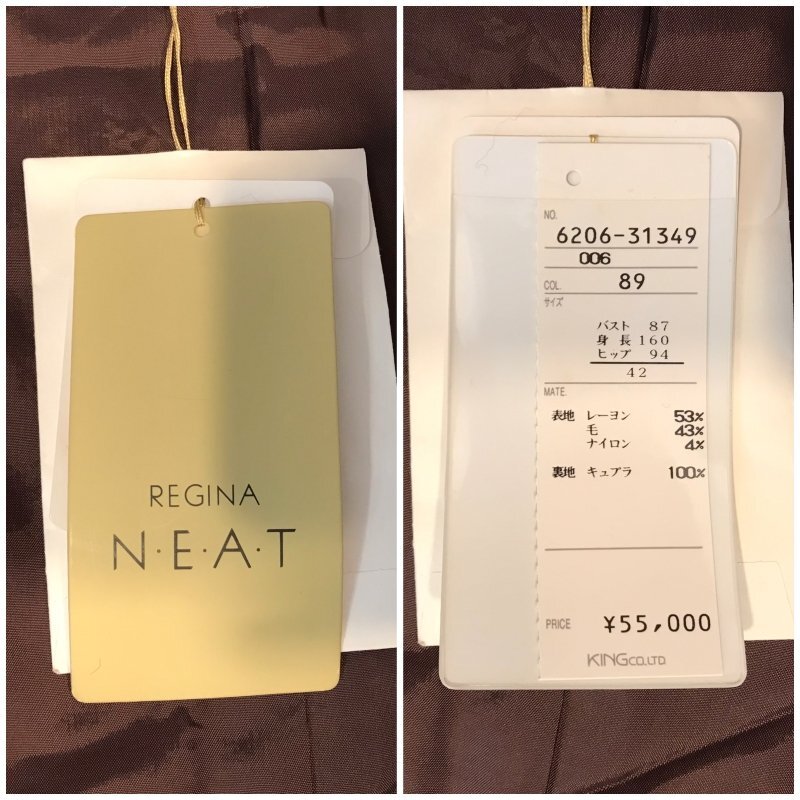 REGINA
N·E·A·T
NO.
6206-31349
006
COL. 89
サイズ
バスト 87
身長 160
ヒップ 94
42
MATE.
表地 レーヨン 53%
毛 43%
ナイロン 4%
裏地 キュプラ 100%
PRICE ¥55,000
KING CO.,LTD.